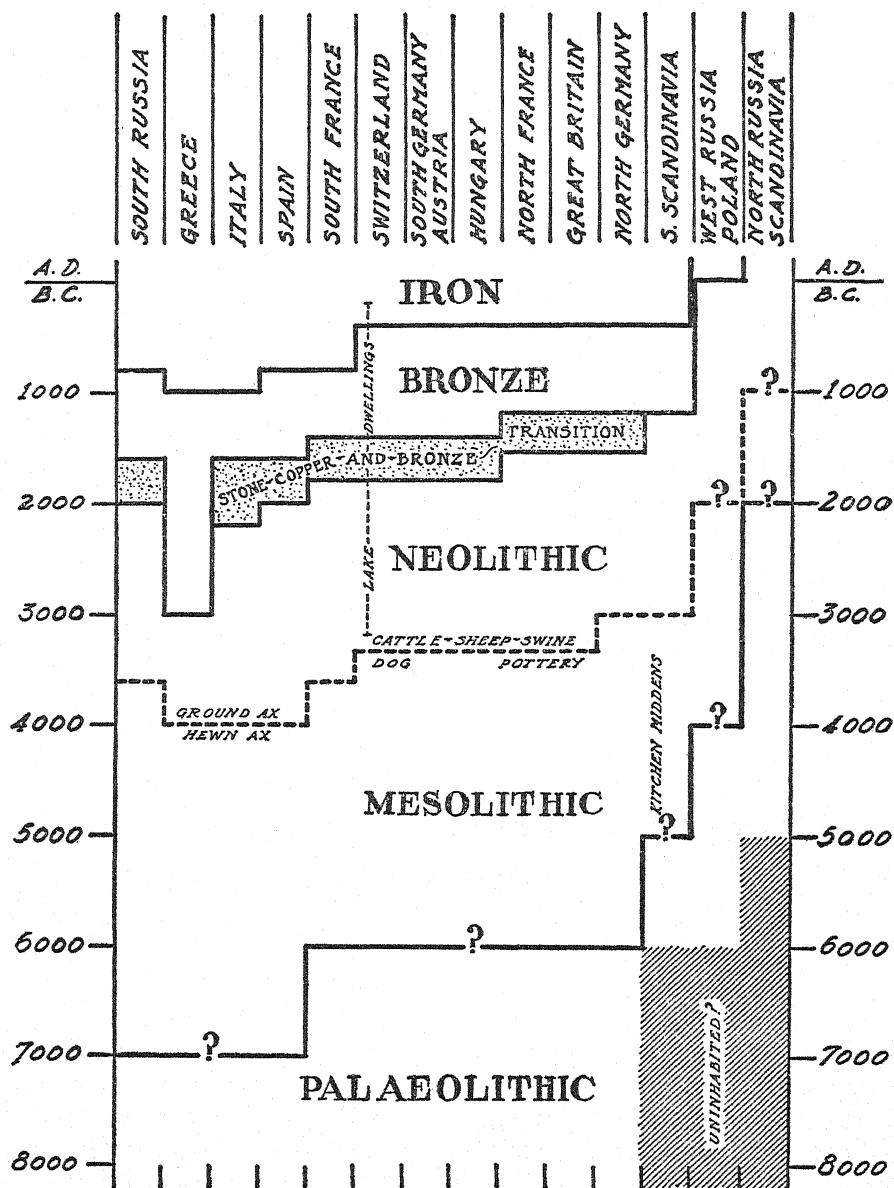 SOUTH RUSSIA
GREECE
ITALY
SPAIN
SOUTH FRANCE
SWITZERLAND
SOUTH GERMANY
AUSTRIA
HUNGARY
NORTH FRANCE
GREAT BRITAIN
NORTH GERMANY
S. SCANDINAVIA
WEST RUSSIA
POLAND
NORTH RUSSIA
SCANDINAVIA
A.D.
B.C.
A.D.
B.C.
IRON
BRONZE
1000
?
1000
DWELLINGS
TRANSITION
STONE-COPPER-AND-BRONZE
2000
?
?
2000
NEOLITHIC
LAKE
3000
3000
CATTLE-SHEEP-SWINE
DOG
POTTERY
GROUND AX
HEWN AX
4000
?
4000
KITCHEN MIDDENS
MESOLITHIC
5000
?
5000
6000
?
6000
7000
?
7000
PALAEOLITHIC
UNINHABITED?
8000
8000